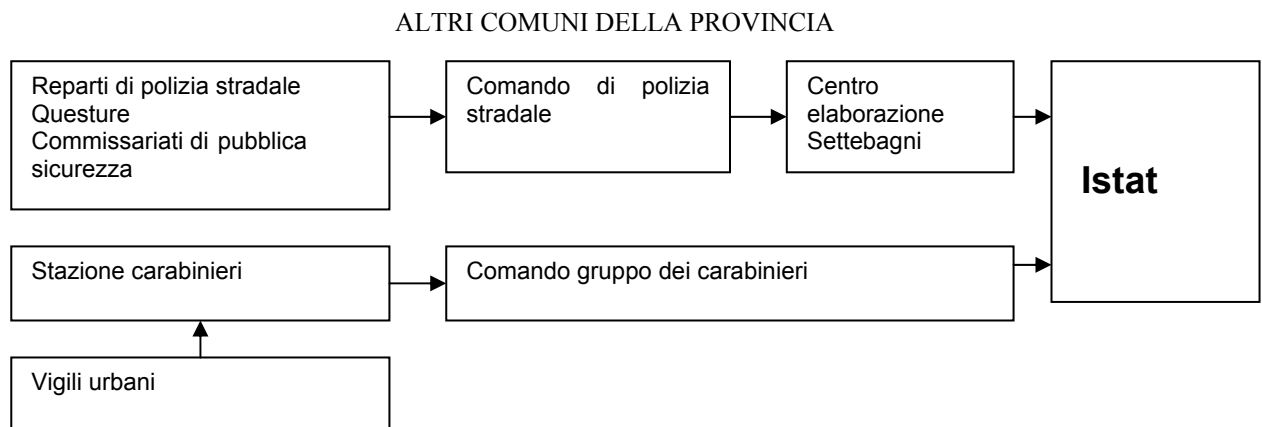 ALTRI COMUNI DELLA PROVINCIA
Reparti di polizia stradale
Questure
Commissariati di pubblica
sicurezza
Comando di polizia
stradale
Centro
elaborazione
Settebagni
Istat
Stazione carabinieri
Comando gruppo dei carabinieri
Vigili urbani